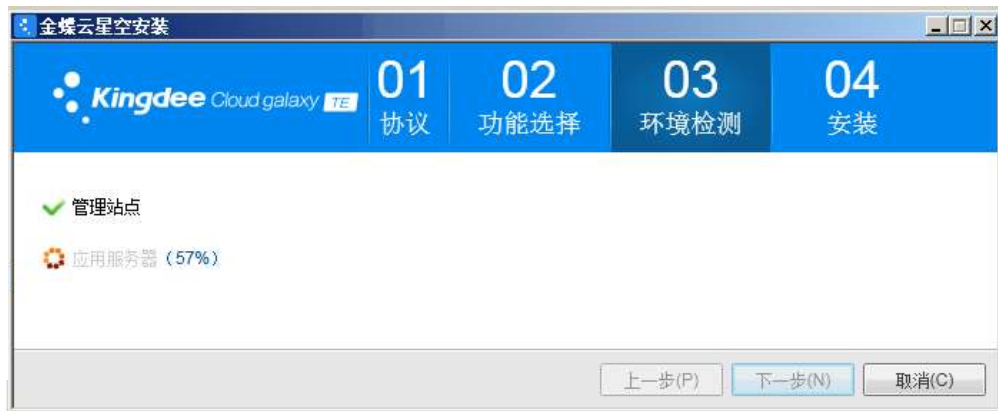 金蝶云星空安装
Kingdee Cloud galaxy TE
01 02 03 04
协议 功能选择 环境检测 安装
管理站点
应用服务器 (57%)
上一步(P) 下一步(N) 取消(C)